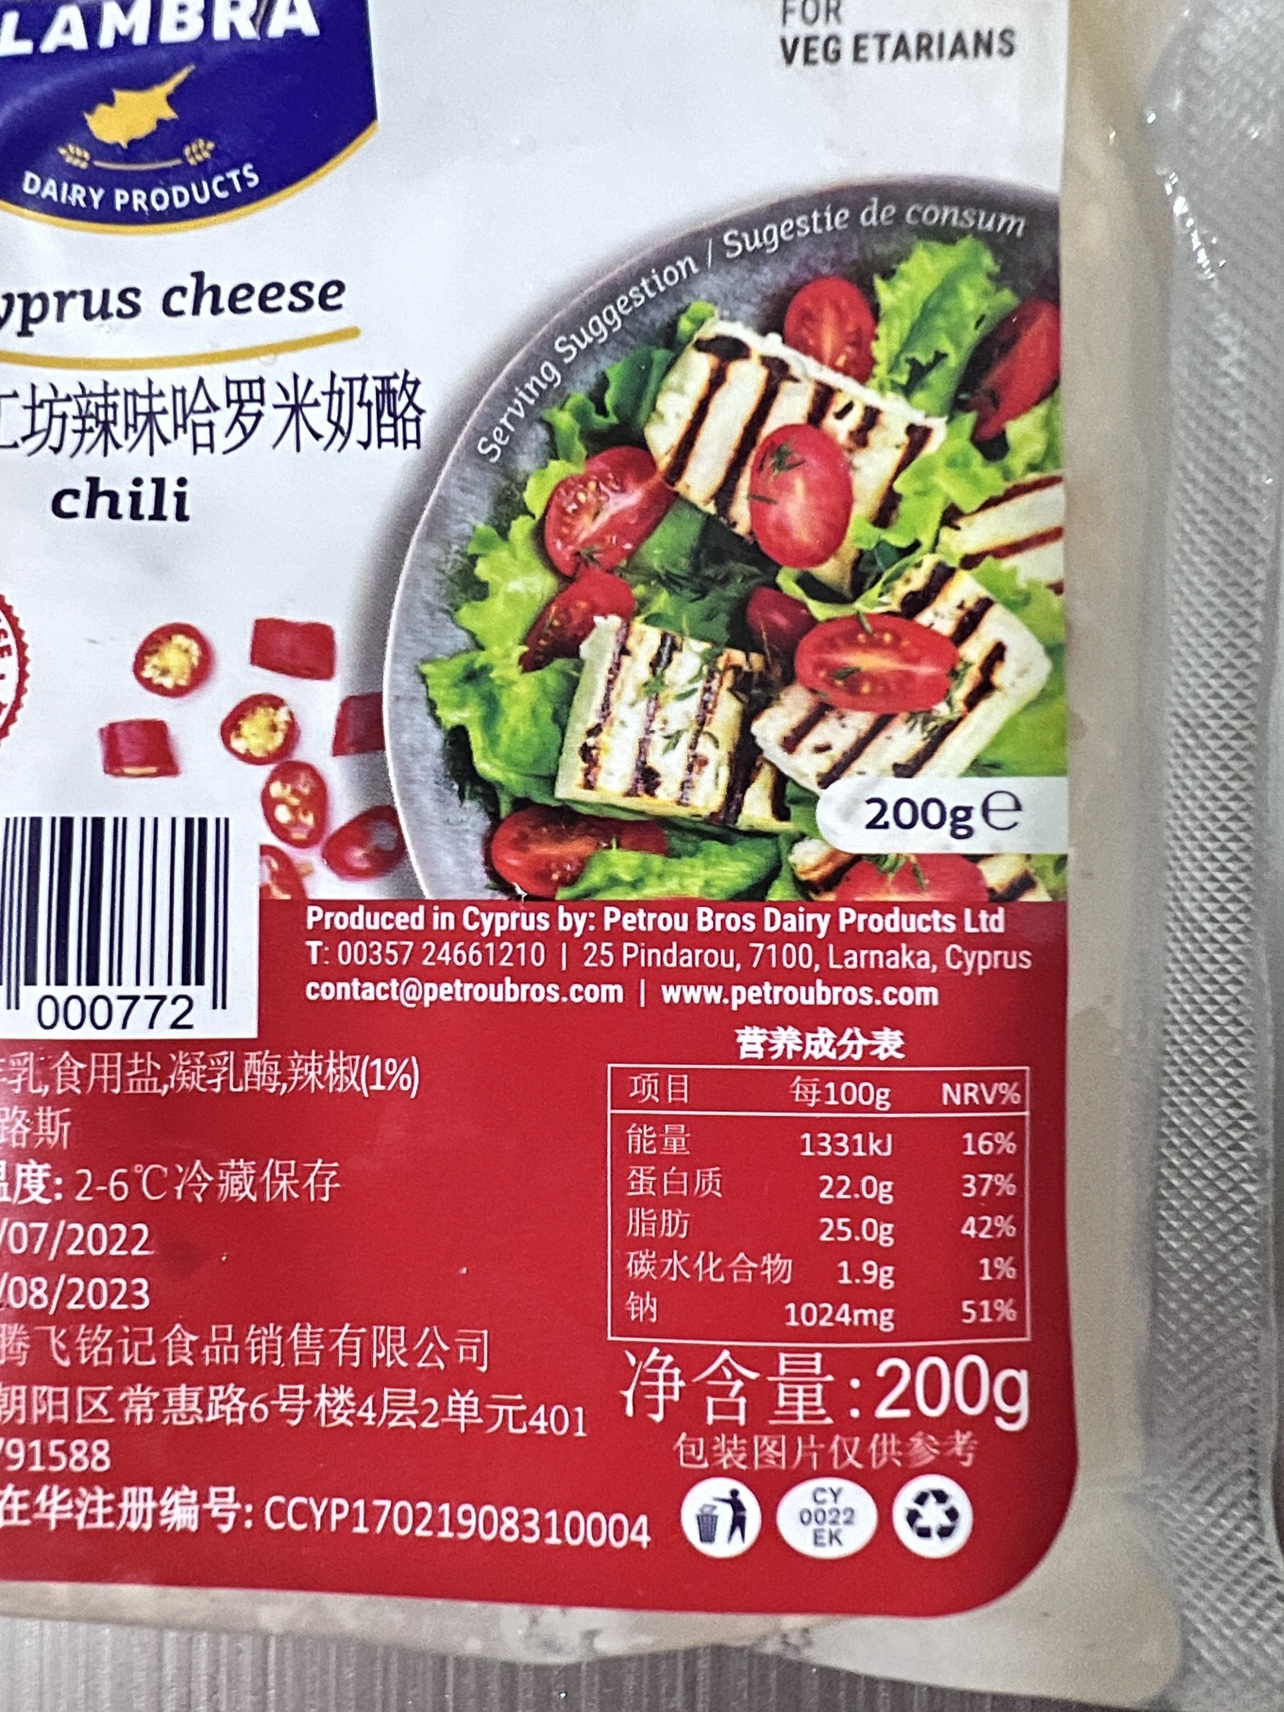 LAMBRA
DAIRY PRODUCTS
FOR
VEG ETARIANS
Serving Suggestion / Sugestie de consum
yprus cheese
工坊辣味哈罗米奶酪
chili
200g e
000772
Produced in Cyprus by: Petrou Bros Dairy Products Ltd
T: 00357 24661210 | 25 Pindarou, 7100, Larnaka, Cyprus
contact@petroubros.com | www.petroubros.com
乳,食用盐,凝乳酶,辣椒(1%)
路斯
温度: 2-6℃冷藏保存
/07/2022
/08/2023
腾飞铭记食品销售有限公司
朝阳区常惠路6号楼4层2单元401
791588
在华注册编号: CCYP17021908310004
营养成分表
项目 每100g NRV%
能量 1331kJ 16%
蛋白质 22.0g 37%
脂肪 25.0g 42%
碳水化合物 1.9g 1%
钠 1024mg 51%
净含量:200g
包装图片仅供参考
CY
0022
EK